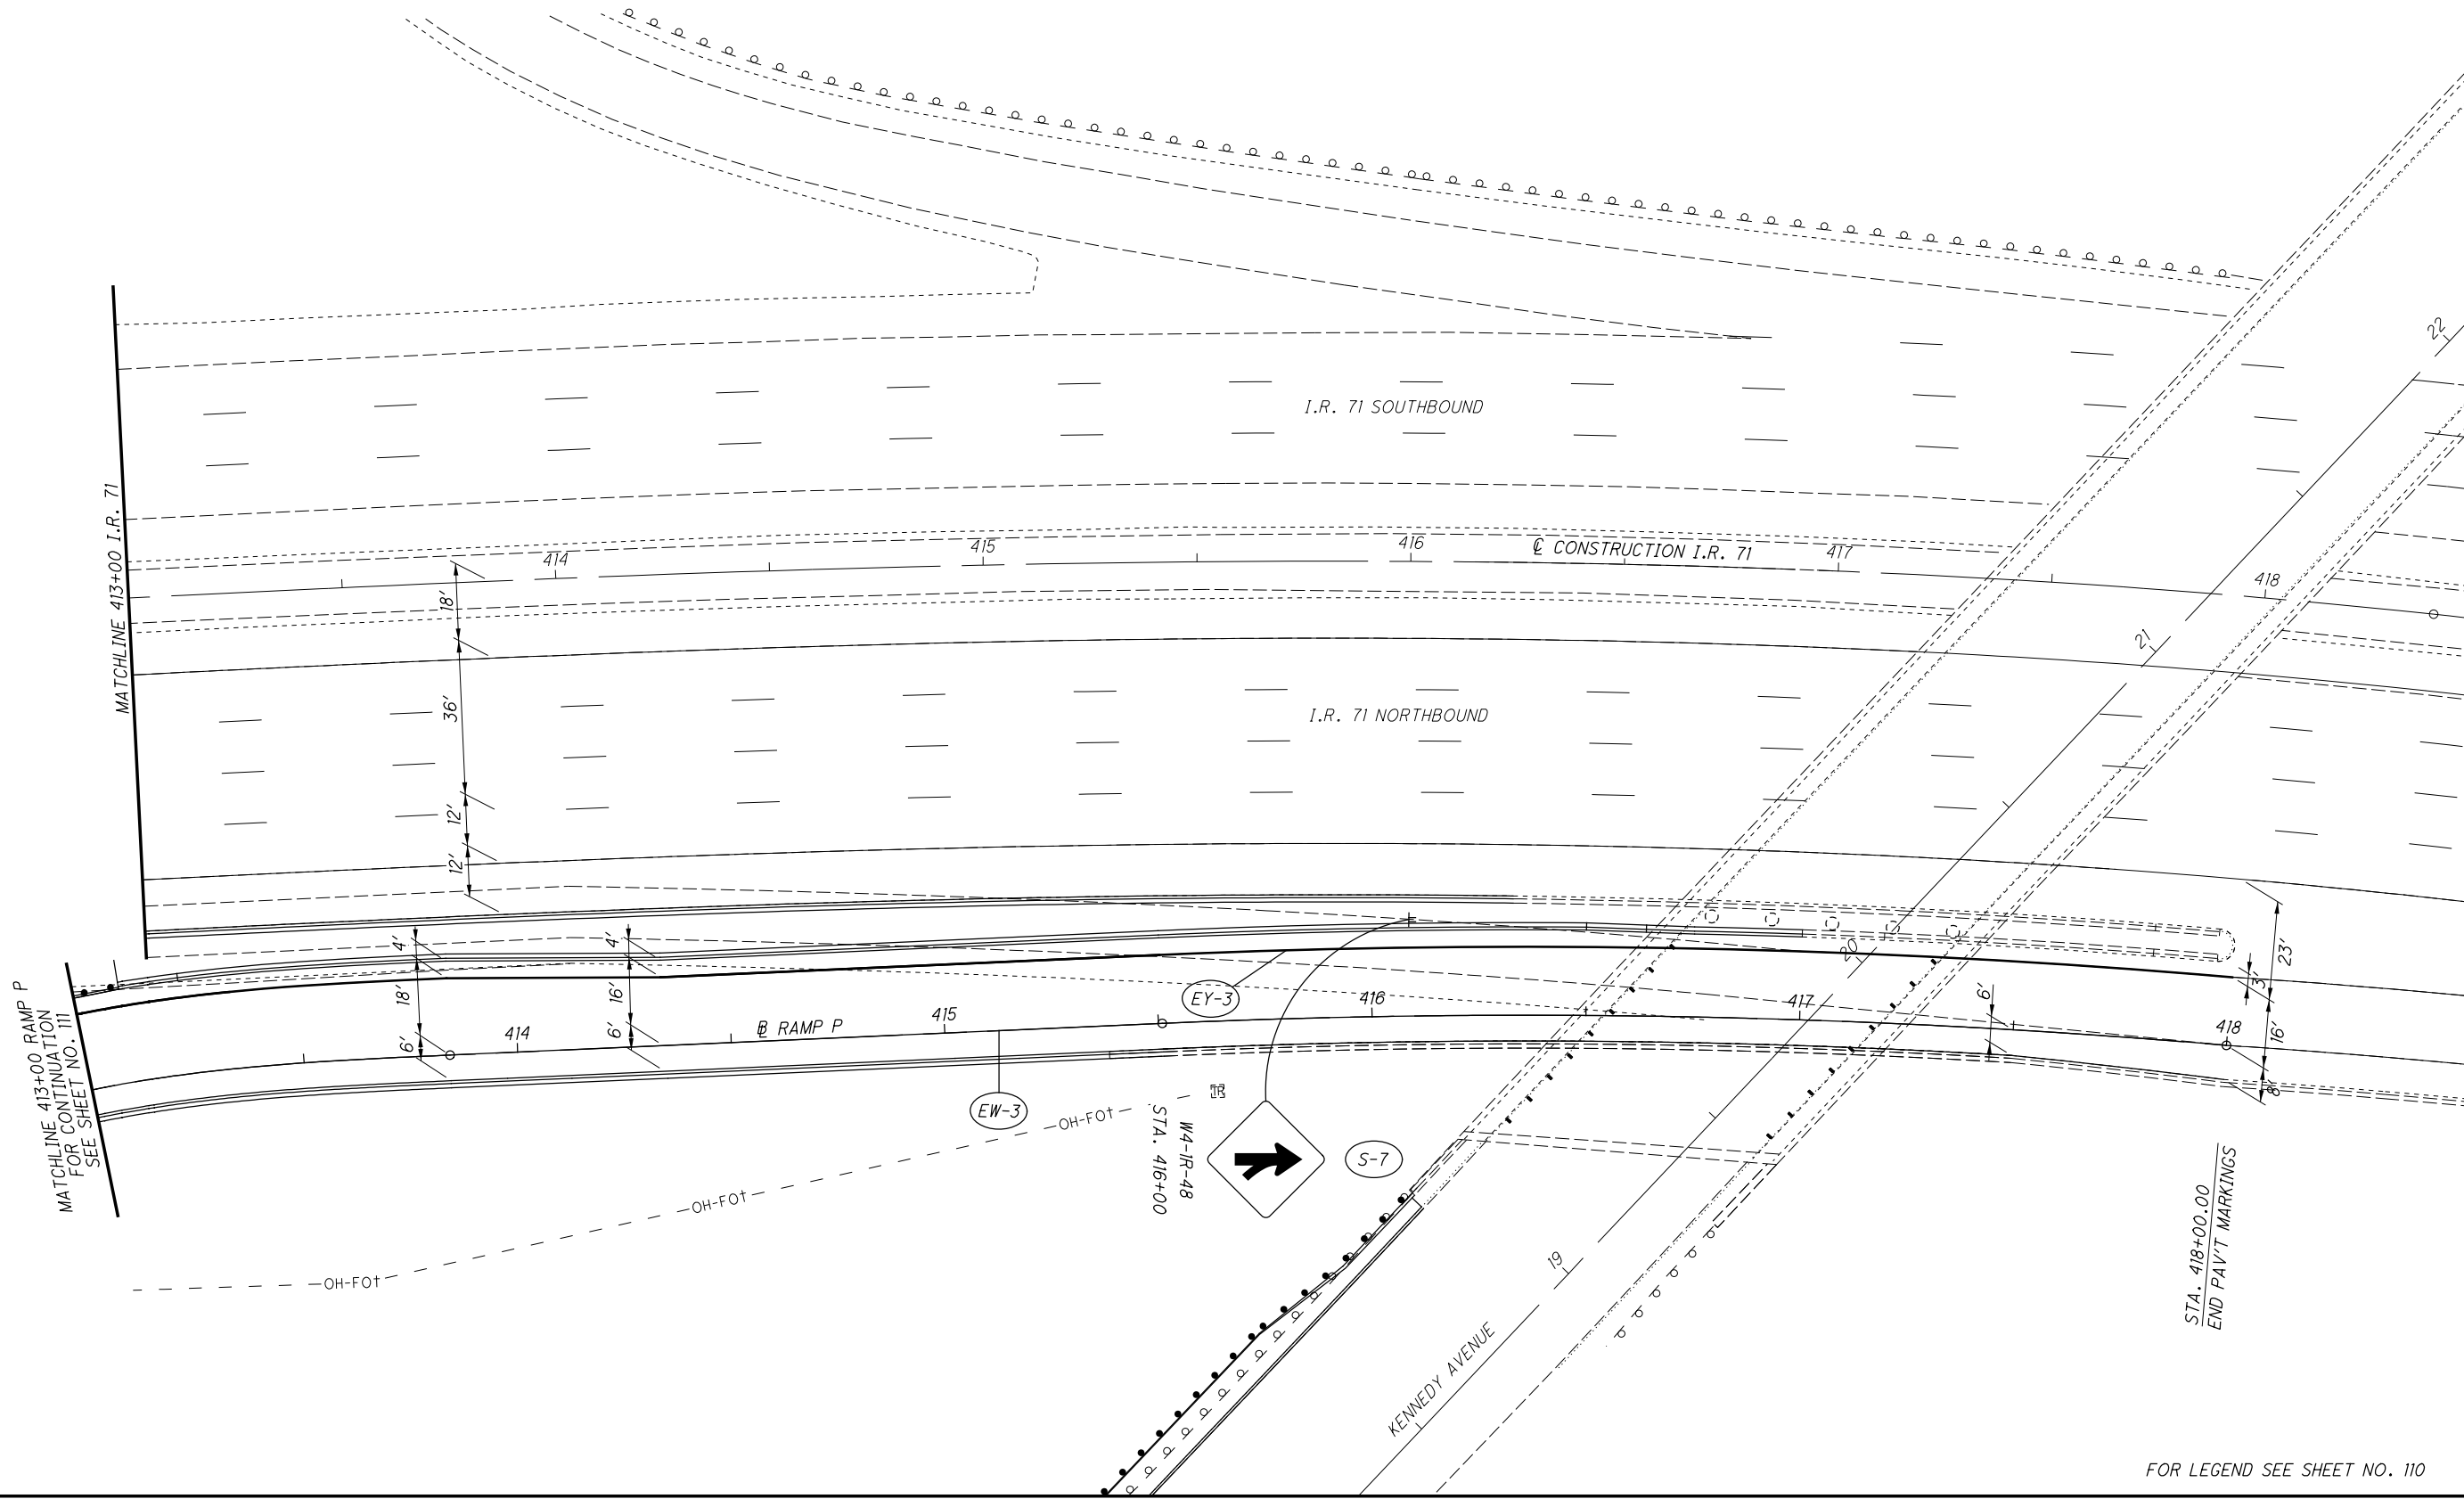 22
I.R. 71 SOUTHBOUND
MATCHLINE 413+00 I.R. 71
414
415
416
℄ CONSTRUCTION I.R. 71
417
418
18'
21
36'
I.R. 71 NORTHBOUND
12'
12'
4'
4'
20
23'
3'
18'
16'
EY-3
416
417
6'
418
16'
6'
414
6'
℄ RAMP P
415
8'
MATCHLINE 413+00 RAMP P
FOR CONTINUATION
SEE SHEET NO. 111
EW-3
TR
OH-FOt
W4-1R-48
STA. 416+00
S-7
OH-FOt
OH-FOt
19
STA. 418+00.00
END PAV'T MARKINGS
KENNEDY AVENUE
FOR LEGEND SEE SHEET NO. 110